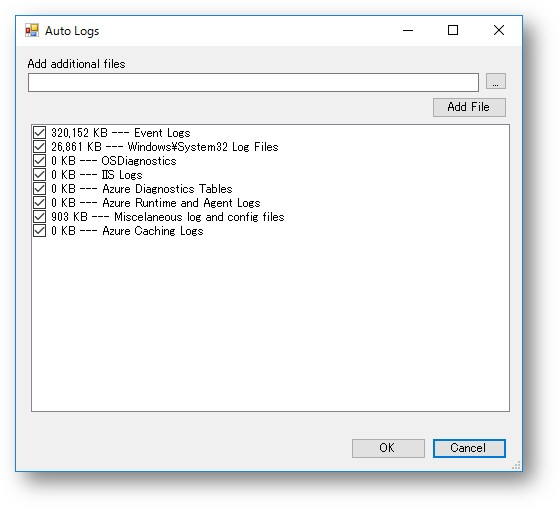 Auto Logs
Add additional files
...
Add File
320,152 KB --- Event Logs
26,861 KB --- Windows¥System32 Log Files
0 KB --- OSDiagnostics
0 KB --- IIS Logs
0 KB --- Azure Diagnostics Tables
0 KB --- Azure Runtime and Agent Logs
903 KB --- Miscelaneous log and config files
0 KB --- Azure Caching Logs
OK
Cancel